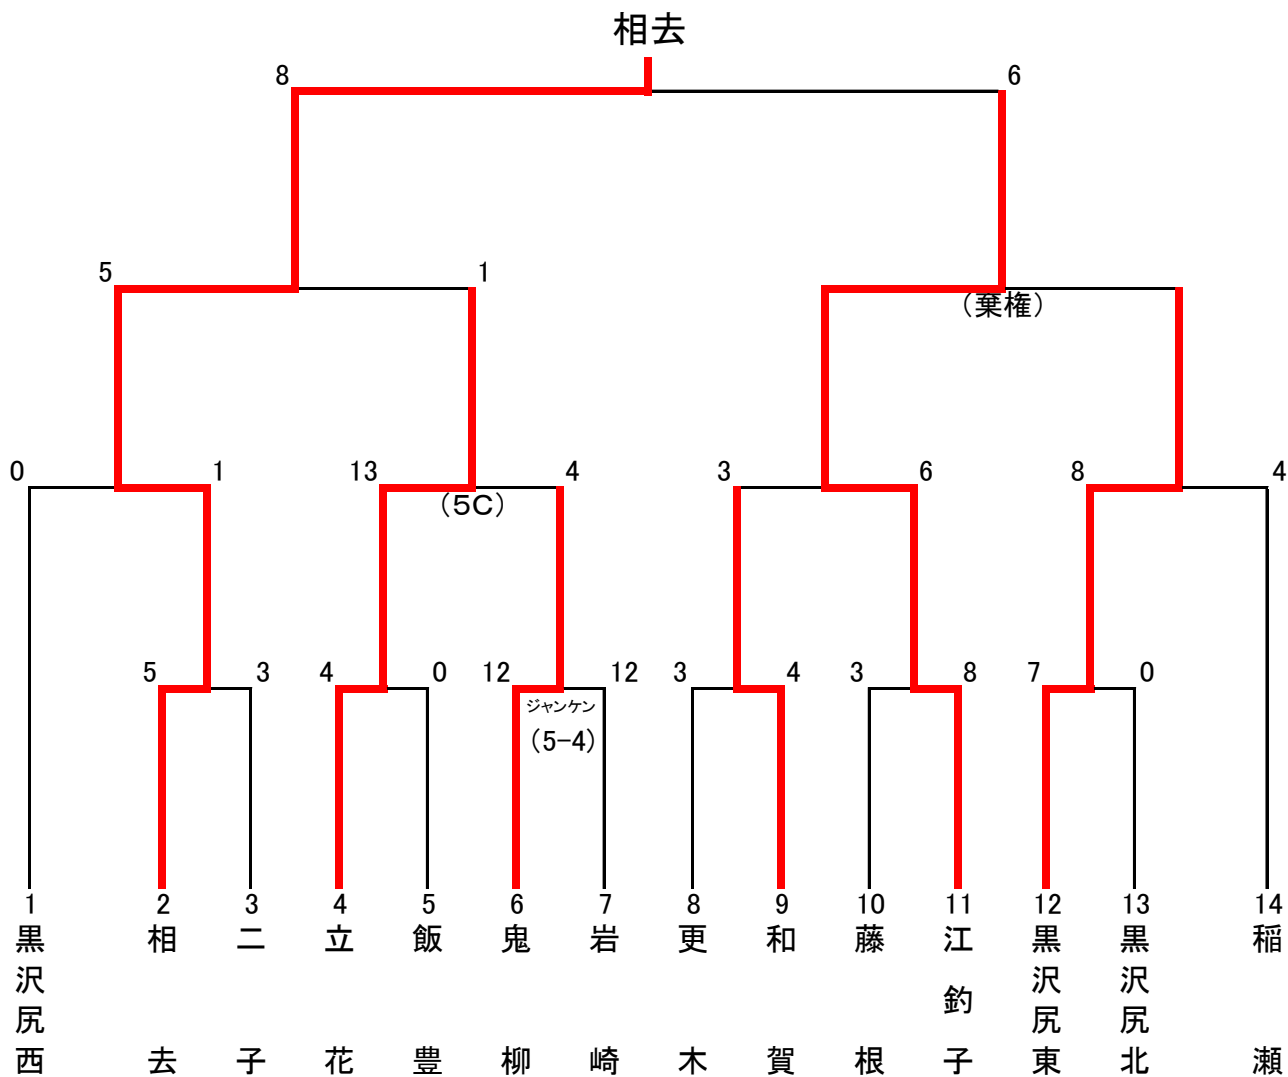 相去
8 6
5 1
（棄権）
0 1 13 4 3 6 8 4
（5C）
5 3 4 0 12 12 3 4 3 8 7 0
ジャンケン
（5-4）
1 2 3 4 5 6 7 8 9 10 11 12 13 14
黒沢尻西
相去
二子
立花
飯豊
鬼柳
岩崎
更木
和賀
藤根
江釣子
黒沢尻東
黒沢尻北
稲瀬